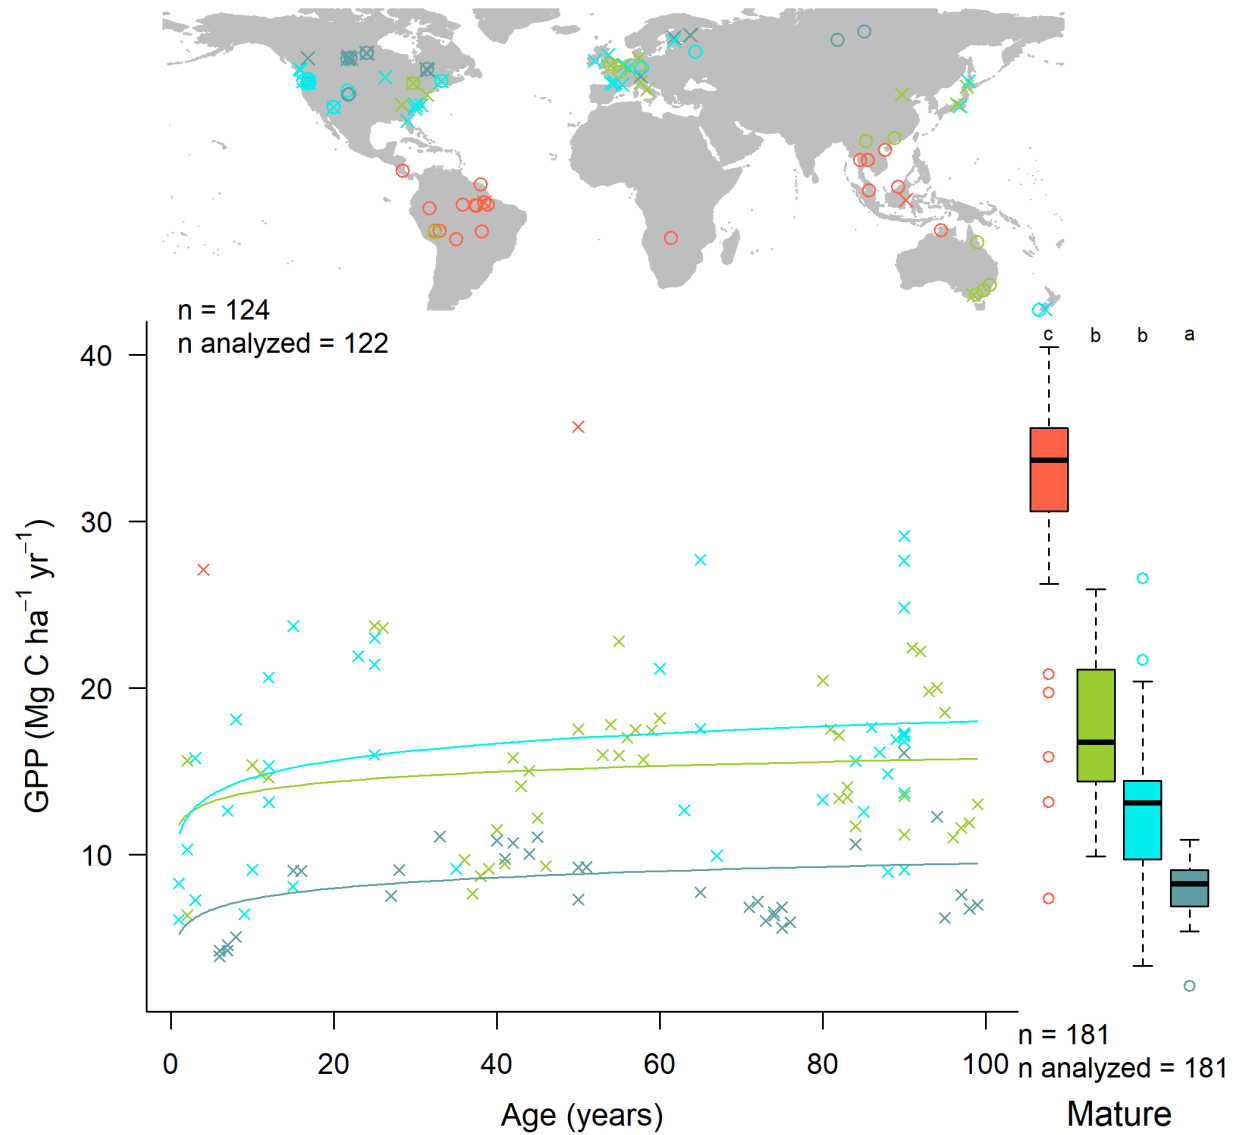 n = 124
n analyzed = 122
c b b a
40
30
20
10
GPP (Mg C ha⁻¹ yr⁻¹)
0 20 40 60 80 100
n = 181
n analyzed = 181
Age (years)
Mature